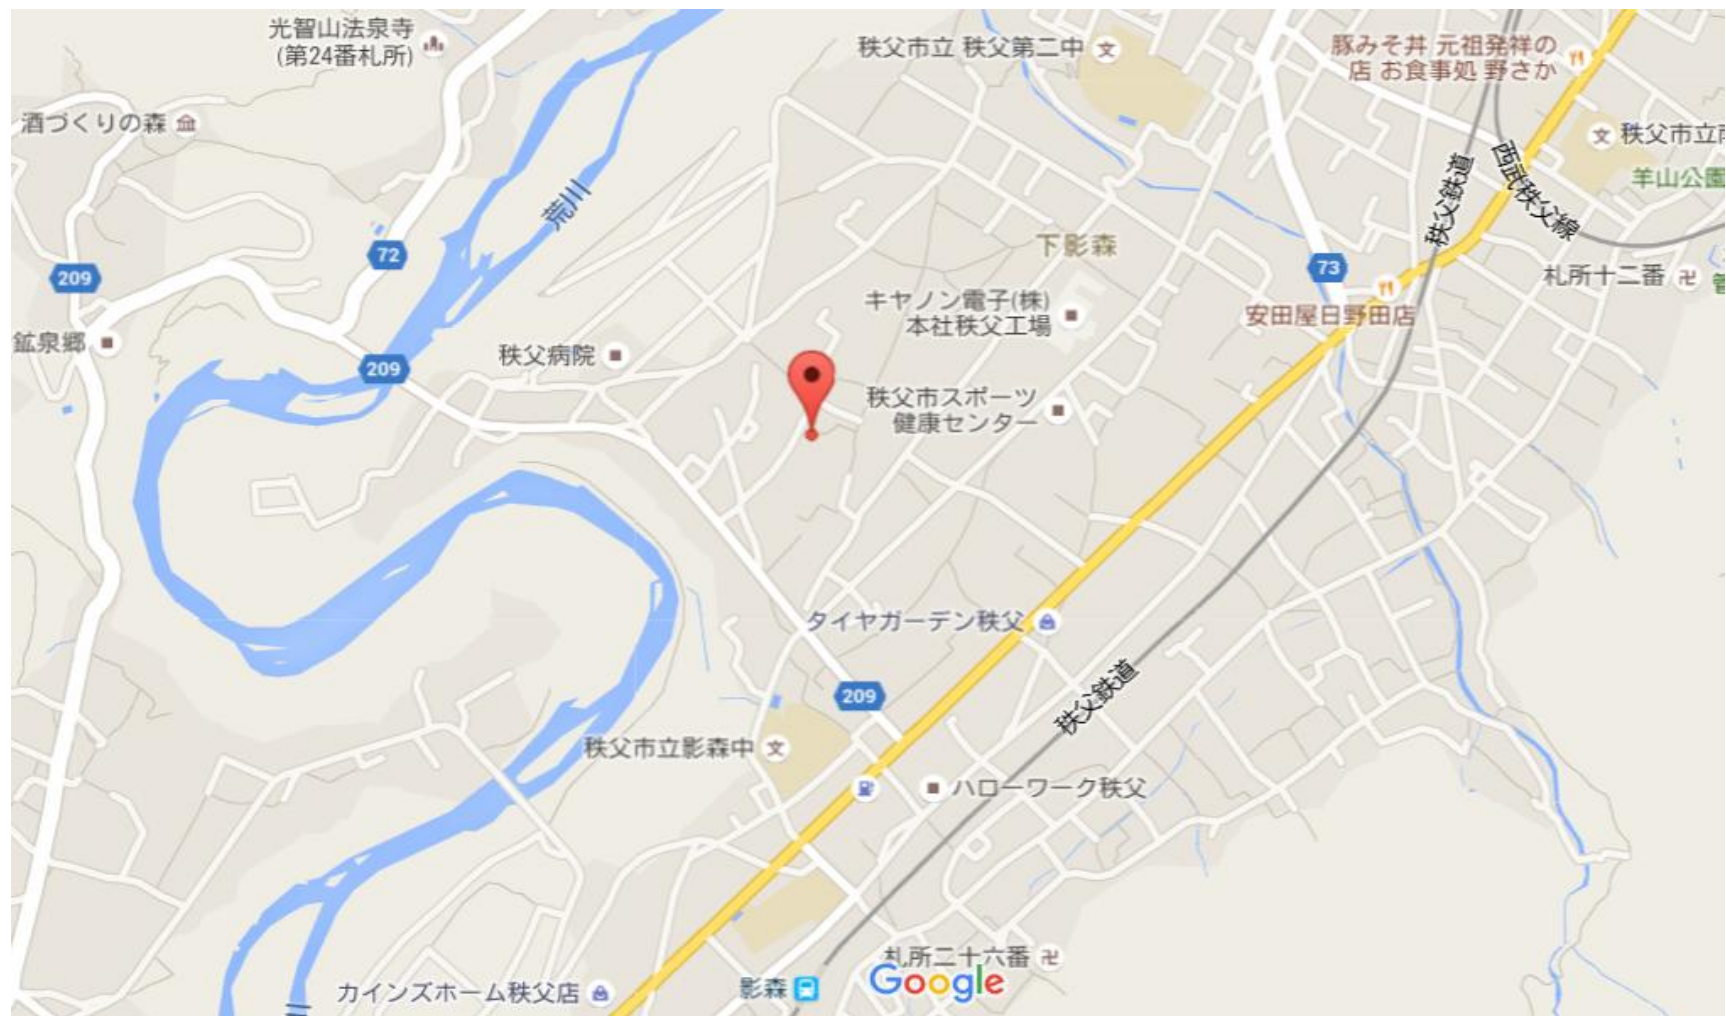 光智山法泉寺
(第24番札所)
秩父市立 秩父第二中
文
豚みそ丼 元祖発祥の
店 お食事処 野さか
酒づくりの森
文
秩父市立
西武秩父線
秩父鉄道
羊山公園
荒川
72
下影森
209
73
札所十二番
卍
キヤノン電子(株)
本社秩父工場
安田屋日野田店
鉱泉郷
秩父病院
209
秩父市スポーツ
健康センター
タイヤガーデン秩父
秩父鉄道
209
秩父市立影森中
文
ハローワーク秩父
札所二十六番
卍
Google
カインズホーム秩父店
影森